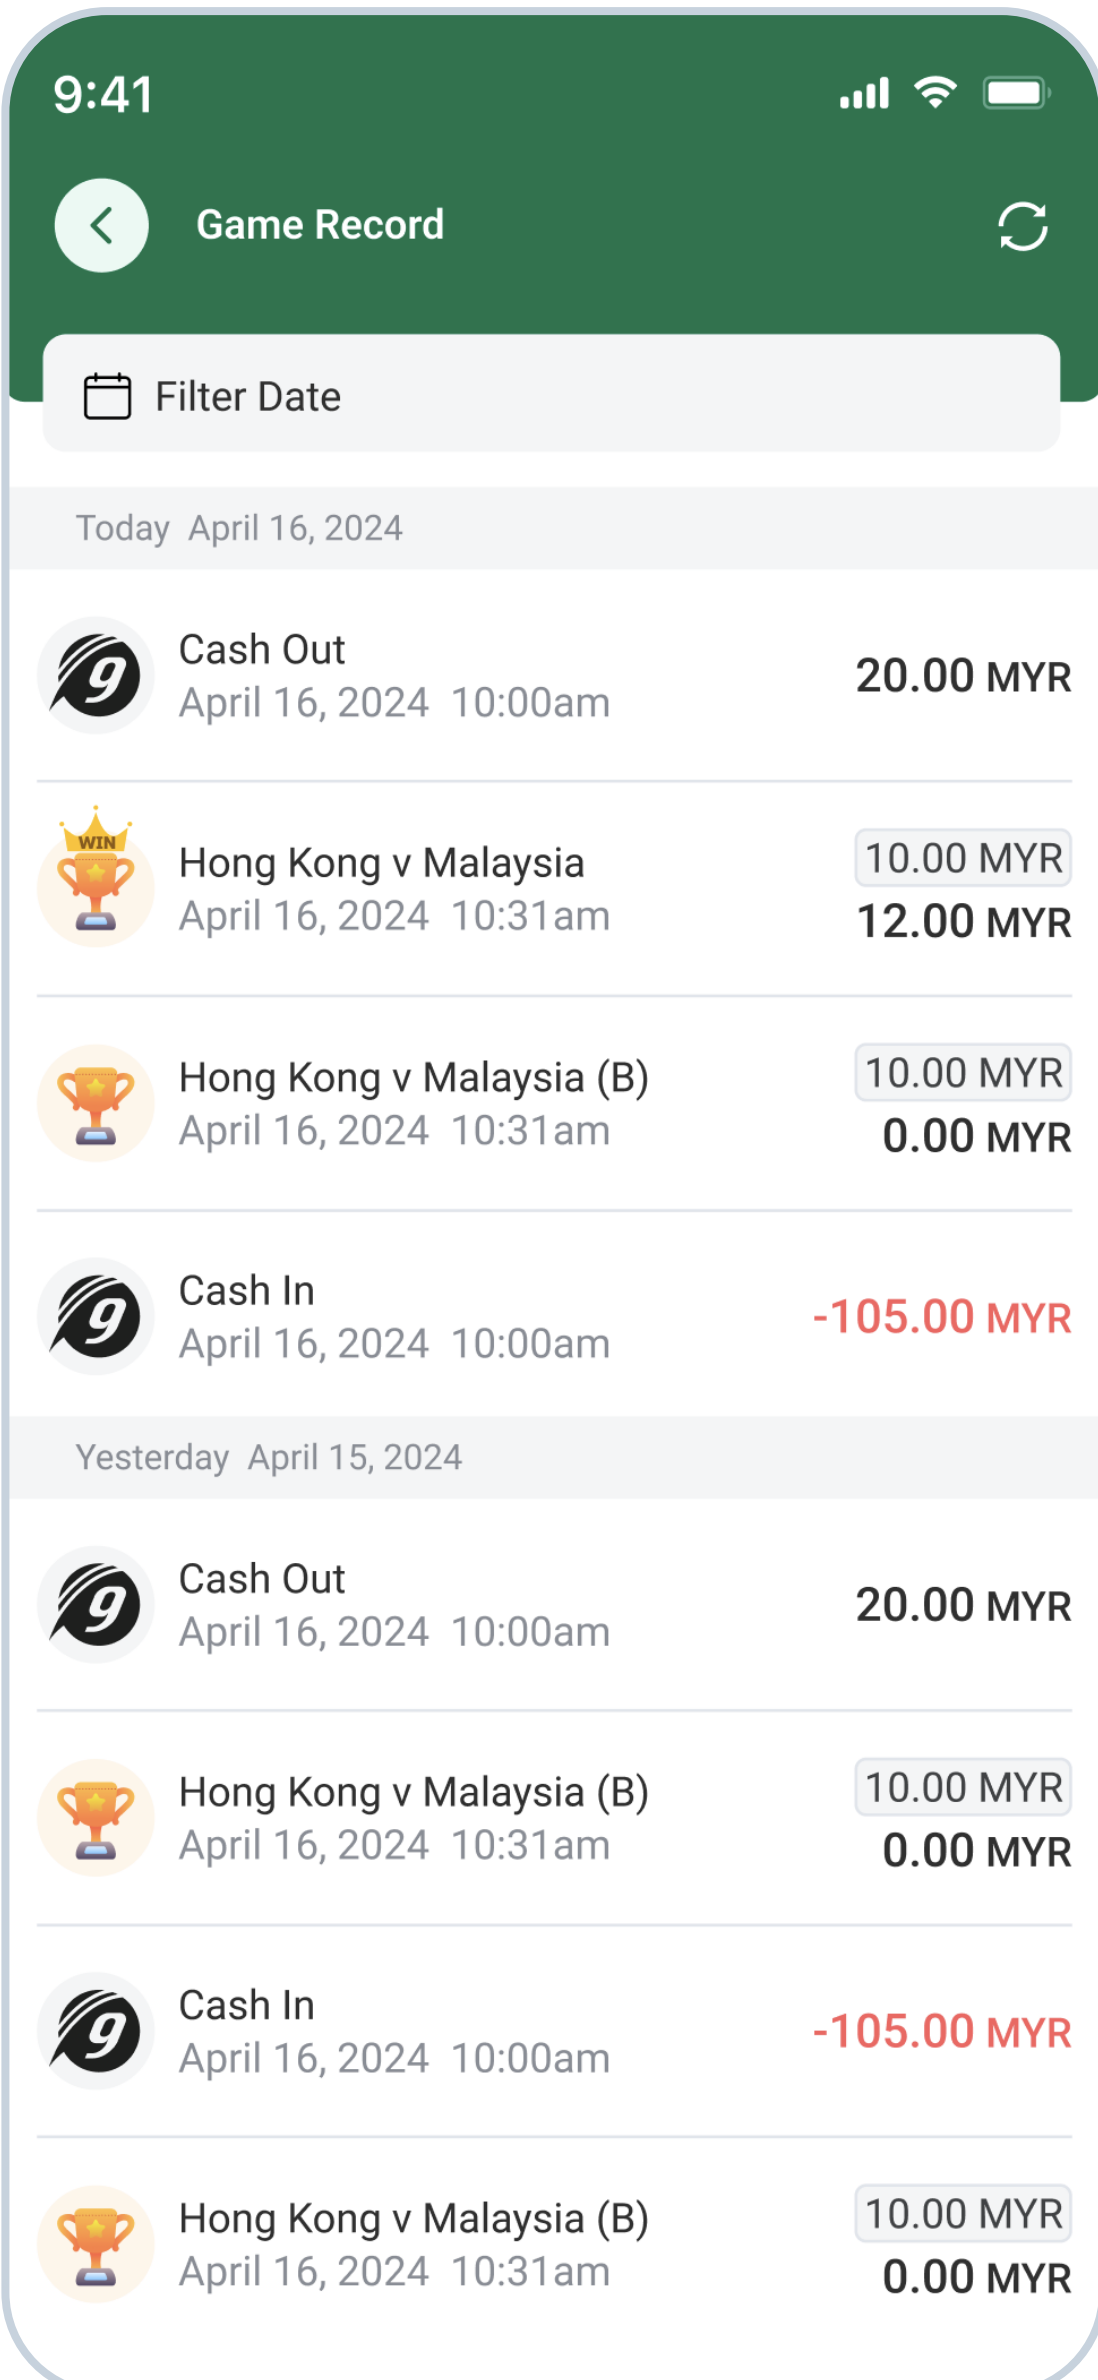 9:41
Game Record
Filter Date
Today April 16, 2024
g
Cash Out
April 16, 2024 10:00am
20.00 MYR
WIN
Hong Kong v Malaysia
April 16, 2024 10:31am
10.00 MYR
12.00 MYR
Hong Kong v Malaysia (B)
April 16, 2024 10:31am
10.00 MYR
0.00 MYR
g
Cash In
April 16, 2024 10:00am
-105.00 MYR
Yesterday April 15, 2024
g
Cash Out
April 16, 2024 10:00am
20.00 MYR
Hong Kong v Malaysia (B)
April 16, 2024 10:31am
10.00 MYR
0.00 MYR
g
Cash In
April 16, 2024 10:00am
-105.00 MYR
Hong Kong v Malaysia (B)
April 16, 2024 10:31am
10.00 MYR
0.00 MYR